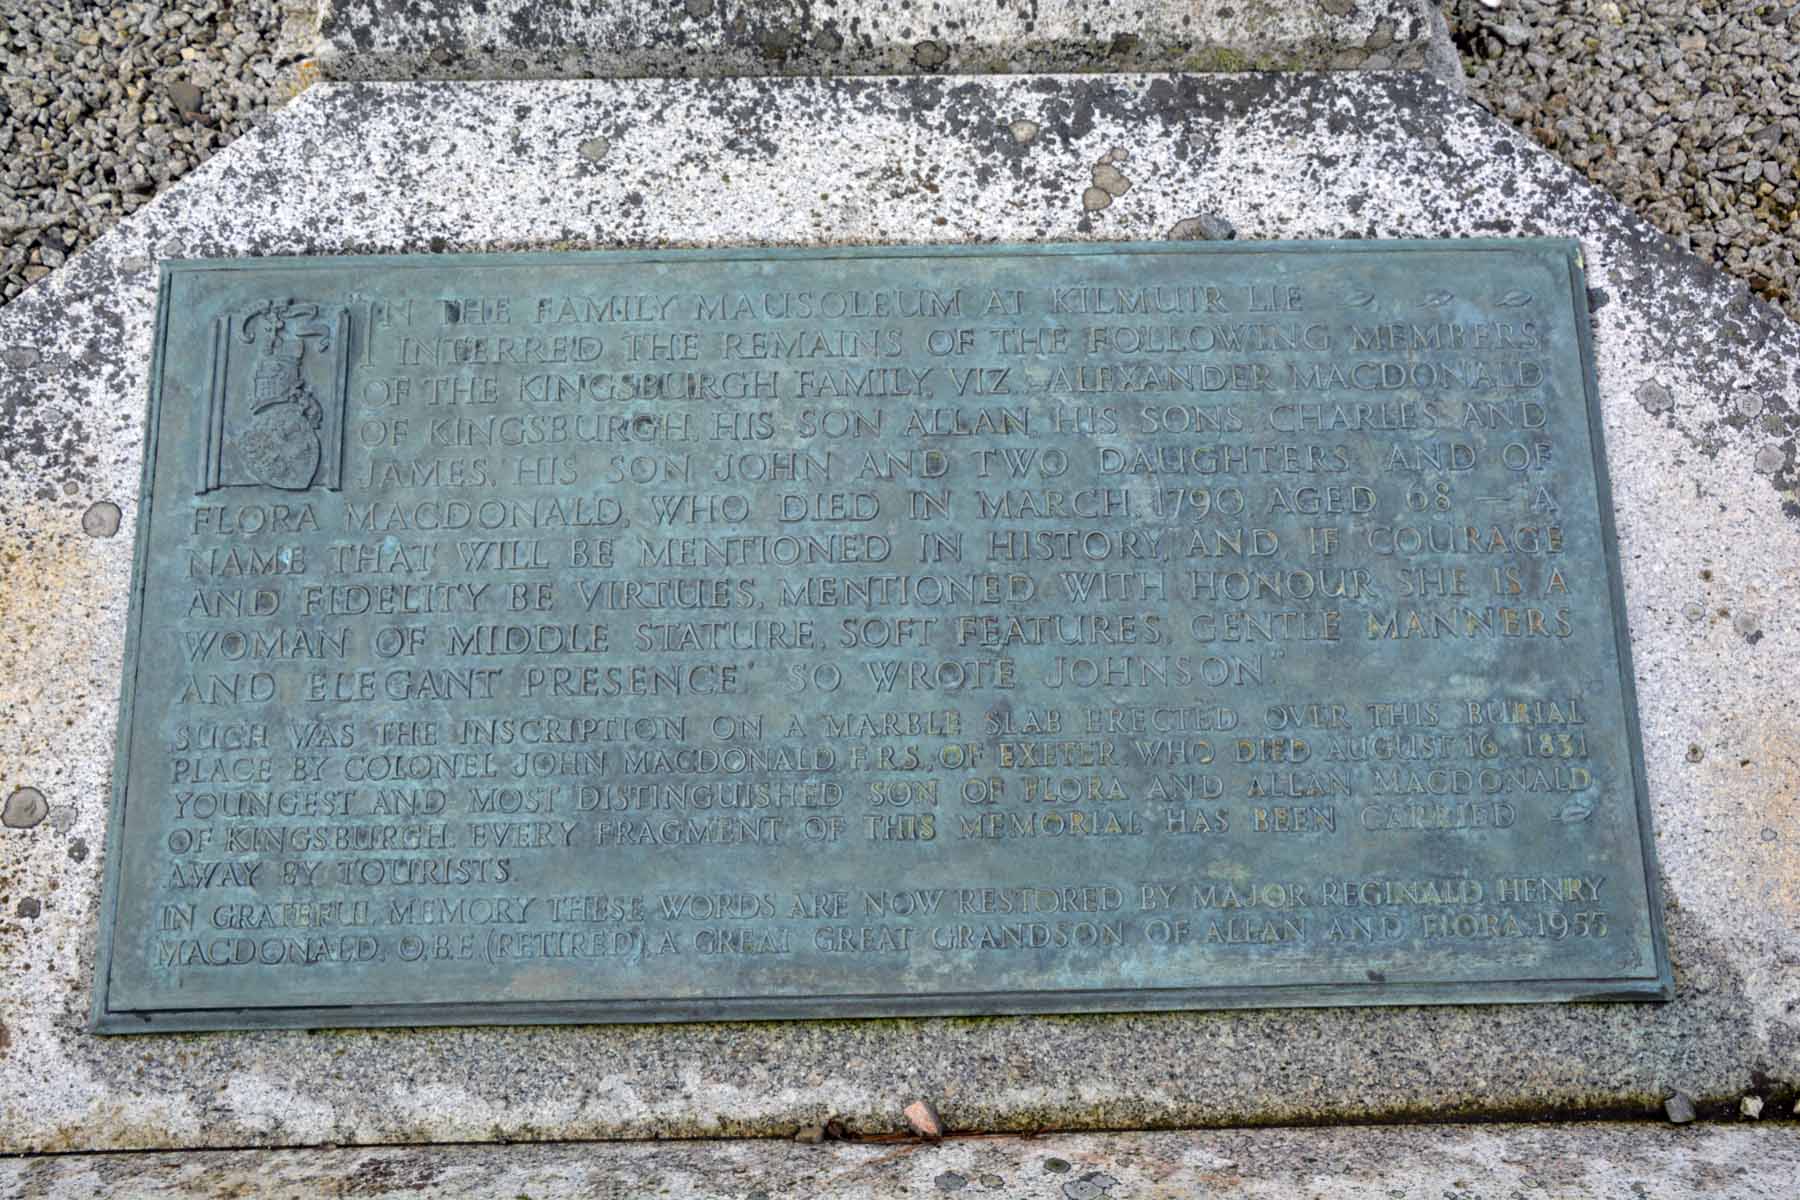 "IN THE FAMILY MAUSOLEUM AT KILMUIR LIE
INTERRED THE REMAINS OF THE FOLLOWING MEMBERS
OF THE KINGSBURGH FAMILY, VIZ. ALEXANDER MACDONALD
OF KINGSBURGH, HIS SON ALLAN, HIS SONS, CHARLES AND
JAMES, HIS SON JOHN AND TWO DAUGHTERS AND OF
FLORA MACDONALD, WHO DIED IN MARCH, 1790, AGED 68 – A
NAME THAT WILL BE MENTIONED IN HISTORY, AND IF COURAGE
AND FIDELITY BE VIRTUES, MENTIONED WITH HONOUR 'SHE IS A
WOMAN OF MIDDLE STATURE, SOFT FEATURES, GENTLE MANNERS
AND ELEGANT PRESENCE.' SO WROTE JOHNSON."
SUCH WAS THE INSCRIPTION ON A MARBLE SLAB ERECTED OVER THIS BURIAL
PLACE BY COLONEL JOHN MACDONALD F.R.S., OF EXETER, WHO DIED AUGUST 16, 1831
YOUNGEST AND MOST DISTINGUISHED SON OF FLORA AND ALLAN MACDONALD
OF KINGSBURGH. EVERY FRAGMENT OF THIS MEMORIAL HAS BEEN CARRIED
AWAY BY TOURISTS.
IN GRATEFUL MEMORY THESE WORDS ARE NOW RESTORED BY MAJOR REGINALD HENRY
MACDONALD. O.B.E. (RETIRED), A GREAT GREAT GRANDSON OF ALLAN AND FLORA. 1955